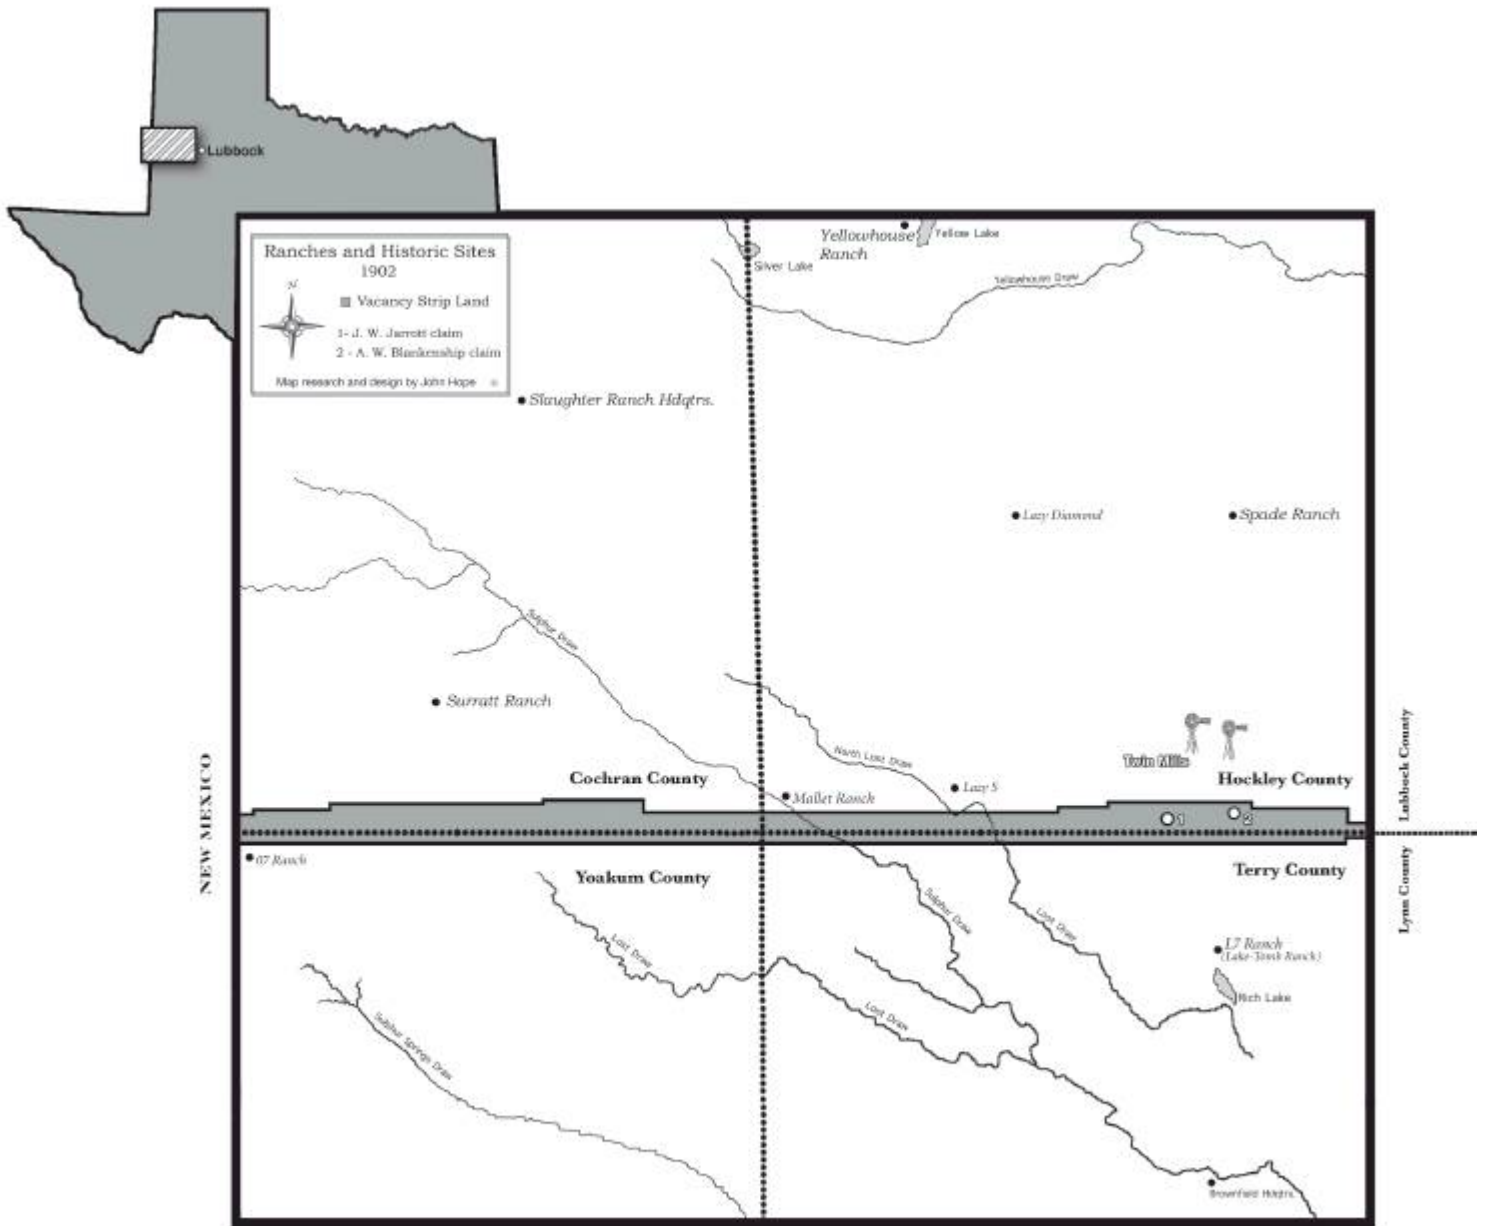 Lubbock
Ranches and Historic Sites
1902
N
Vacancy Strip Land
1- J. W. Jarrott claim
2 - A. W. Blankenship claim
Map research and design by John Hope
Yellowhouse
Ranch
Yellow Lake
Silver Lake
Yellowhouse Draw
Slaughter Ranch Hdqtrs.
Lazy Diamond
Spade Ranch
Sulphur Draw
Surratt Ranch
North Lost Draw
Twin Mills
Cochran County
Hockley County
Lubbock County
Mallet Ranch
Lazy S
1
2
NEW MEXICO
07 Ranch
Yoakum County
Terry County
Lynn County
Sulphur Draw
Lost Draw
Lost Draw
L7 Ranch
(Lake-Tomb Ranch)
Rich Lake
Lost Draw
Sulphur Springs Draw
Brownfield Hdqtrs.